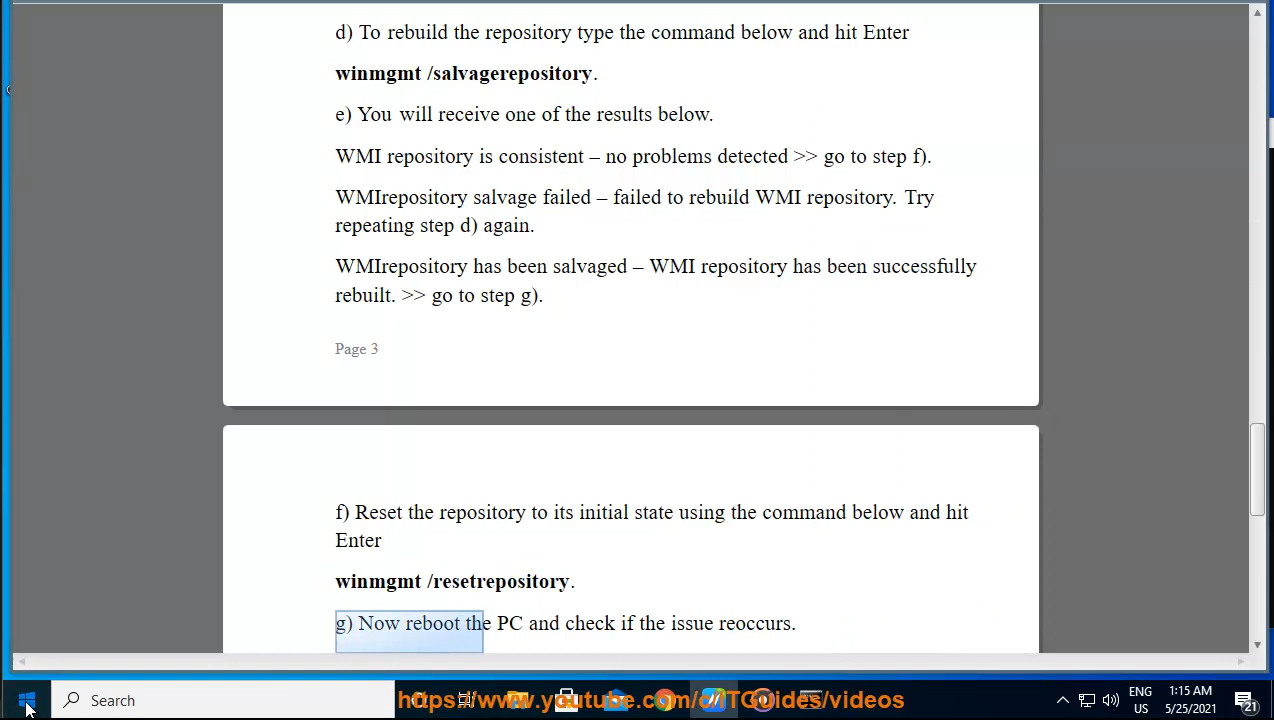 d) To rebuild the repository type the command below and hit Enter
winmgmt /salvagerepository.
e) You will receive one of the results below.
WMI repository is consistent – no problems detected >> go to step f).
WMIrepository salvage failed – failed to rebuild WMI repository. Try
repeating step d) again.
WMIrepository has been salvaged – WMI repository has been successfully
rebuilt. >> go to step g).
Page 3
f) Reset the repository to its initial state using the command below and hit
Enter
winmgmt /resetrepository.
g) Now reboot the PC and check if the issue reoccurs.
Search
https://www.youtube.com/c/ITGuides/videos
ENG
US
1:15 AM
5/25/2021
21